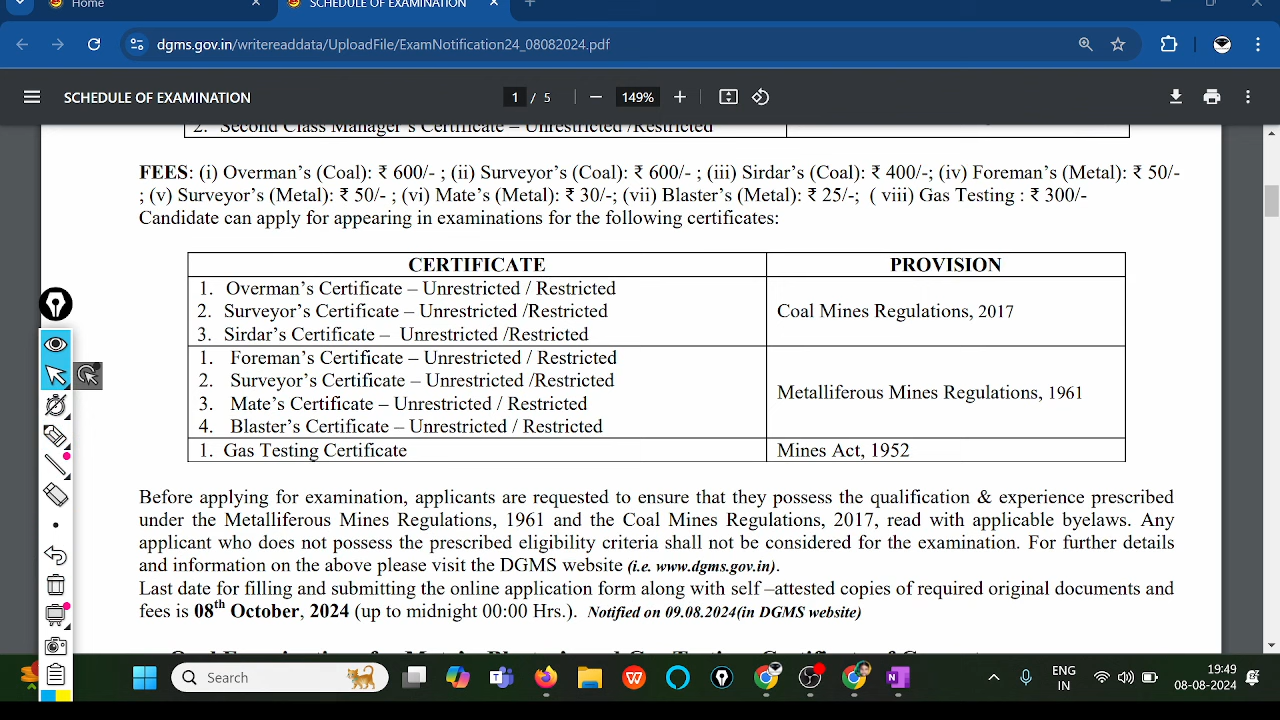 Home
SCHEDULE OF EXAMINATION
dgms.gov.in/writereaddata/UploadFile/ExamNotification24_08082024.pdf
SCHEDULE OF EXAMINATION
1 / 5
149%
2. Second Class Manager's Certificate – Unrestricted /Restricted
FEES: (i) Overman's (Coal): ₹ 600/- ; (ii) Surveyor's (Coal): ₹ 600/- ; (iii) Sirdar's (Coal): ₹ 400/-; (iv) Foreman's (Metal): ₹ 50/-
; (v) Surveyor's (Metal): ₹ 50/- ; (vi) Mate's (Metal): ₹ 30/-; (vii) Blaster's (Metal): ₹ 25/-; ( viii) Gas Testing : ₹ 300/-
Candidate can apply for appearing in examinations for the following certificates:
CERTIFICATE
PROVISION
1. Overman's Certificate – Unrestricted / Restricted
2. Surveyor's Certificate – Unrestricted /Restricted
3. Sirdar's Certificate – Unrestricted /Restricted
Coal Mines Regulations, 2017
1. Foreman's Certificate – Unrestricted / Restricted
2. Surveyor's Certificate – Unrestricted /Restricted
3. Mate's Certificate – Unrestricted / Restricted
4. Blaster's Certificate – Unrestricted / Restricted
Metalliferous Mines Regulations, 1961
1. Gas Testing Certificate
Mines Act, 1952
Before applying for examination, applicants are requested to ensure that they possess the qualification & experience prescribed
under the Metalliferous Mines Regulations, 1961 and the Coal Mines Regulations, 2017, read with applicable byelaws. Any
applicant who does not possess the prescribed eligibility criteria shall not be considered for the examination. For further details
and information on the above please visit the DGMS website (i.e. www.dgms.gov.in).
Last date for filling and submitting the online application form along with self –attested copies of required original documents and
fees is 08th October, 2024 (up to midnight 00:00 Hrs.). Notified on 09.08.2024(in DGMS website)
Search
ENG
IN
19:49
08-08-2024